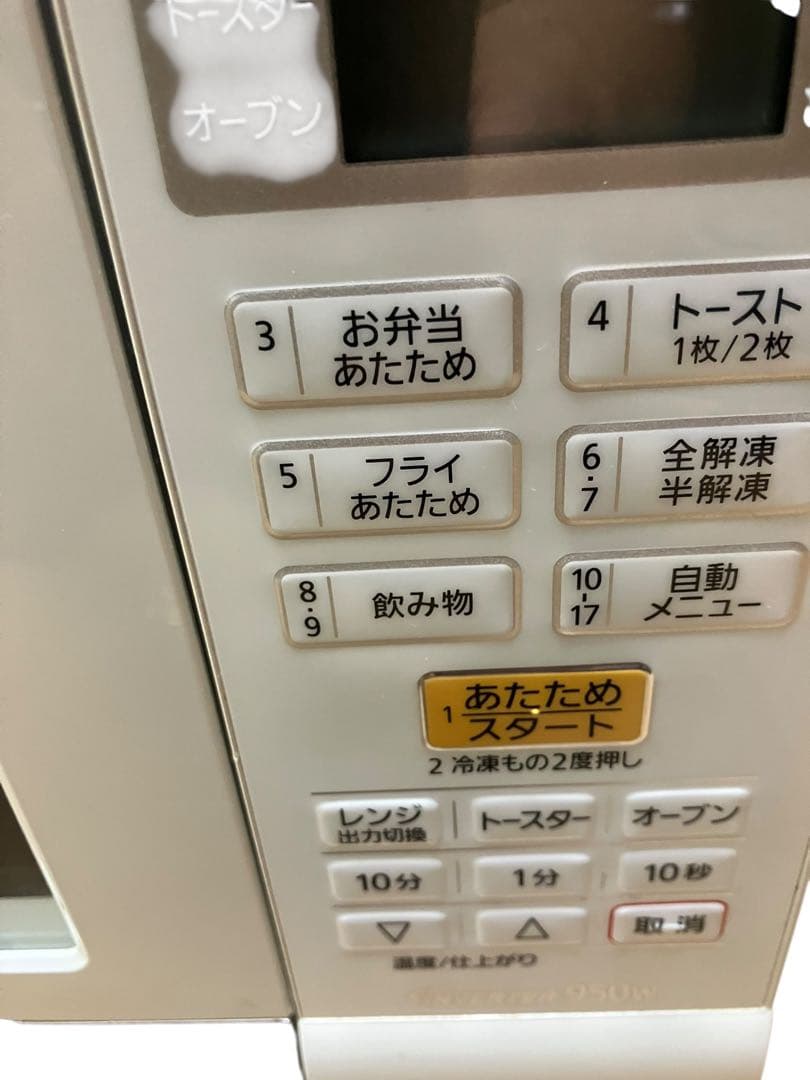 トースター
オーブン
3 お弁当
あたため
4 トースト
1枚/2枚
5 フライ
あたため
6・7 全解凍
半解凍
8・9 飲み物
10-17 自動
メニュー
1 あたため
スタート
2 冷凍もの2度押し
レンジ
出力切換
トースター
オーブン
10分
1分
10秒
▽
△
取消
温度/仕上がり
950W